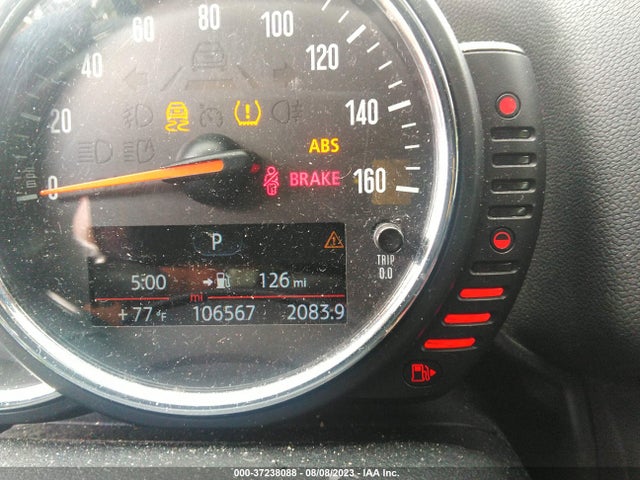 80
60 100
40 120
20 140
0 160
mph
ABS
BRAKE
P
TRIP
0.0
5:00 126 mi
mi
+77 °F 106567 2083.9
000-37238088 - 08/08/2023 - IAA Inc.